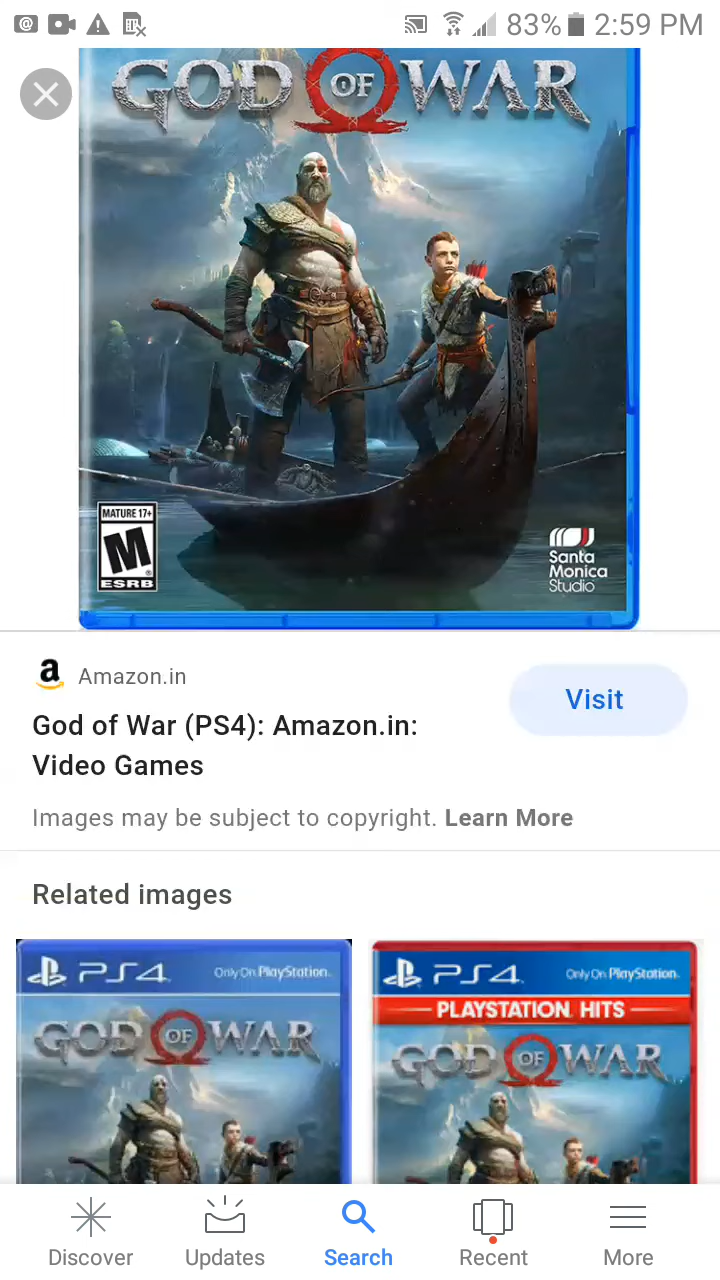 83% 2:59 PM
GOD OF WAR
MATURE 17+
M
ESRB
Santa
Monica
Studio
a Amazon.in
Visit
God of War (PS4): Amazon.in:
Video Games
Images may be subject to copyright. Learn More
Related images
PS4 Only On PlayStation.
GOD OF WAR
PS4 Only On PlayStation.
PLAYSTATION HITS
GOD OF WAR
Discover Updates Search Recent More